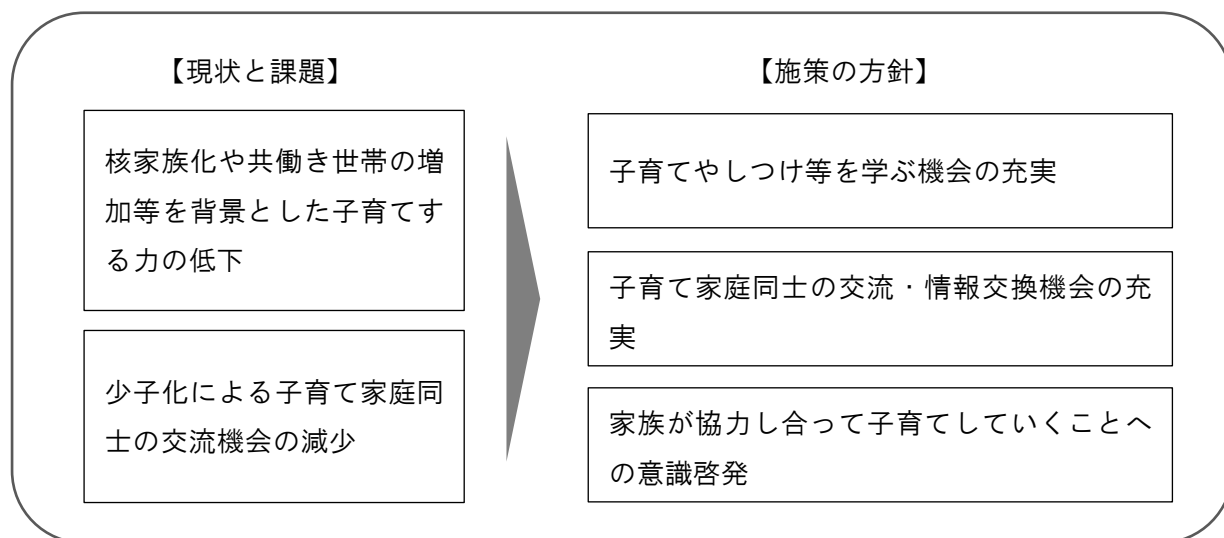 【現状と課題】
核家族化や共働き世帯の増
加等を背景とした子育てす
る力の低下
少子化による子育て家庭同
士の交流機会の減少
【施策の方針】
子育てやしつけ等を学ぶ機会の充実
子育て家庭同士の交流・情報交換機会の充
実
家族が協力し合って子育てしていくことへ
の意識啓発